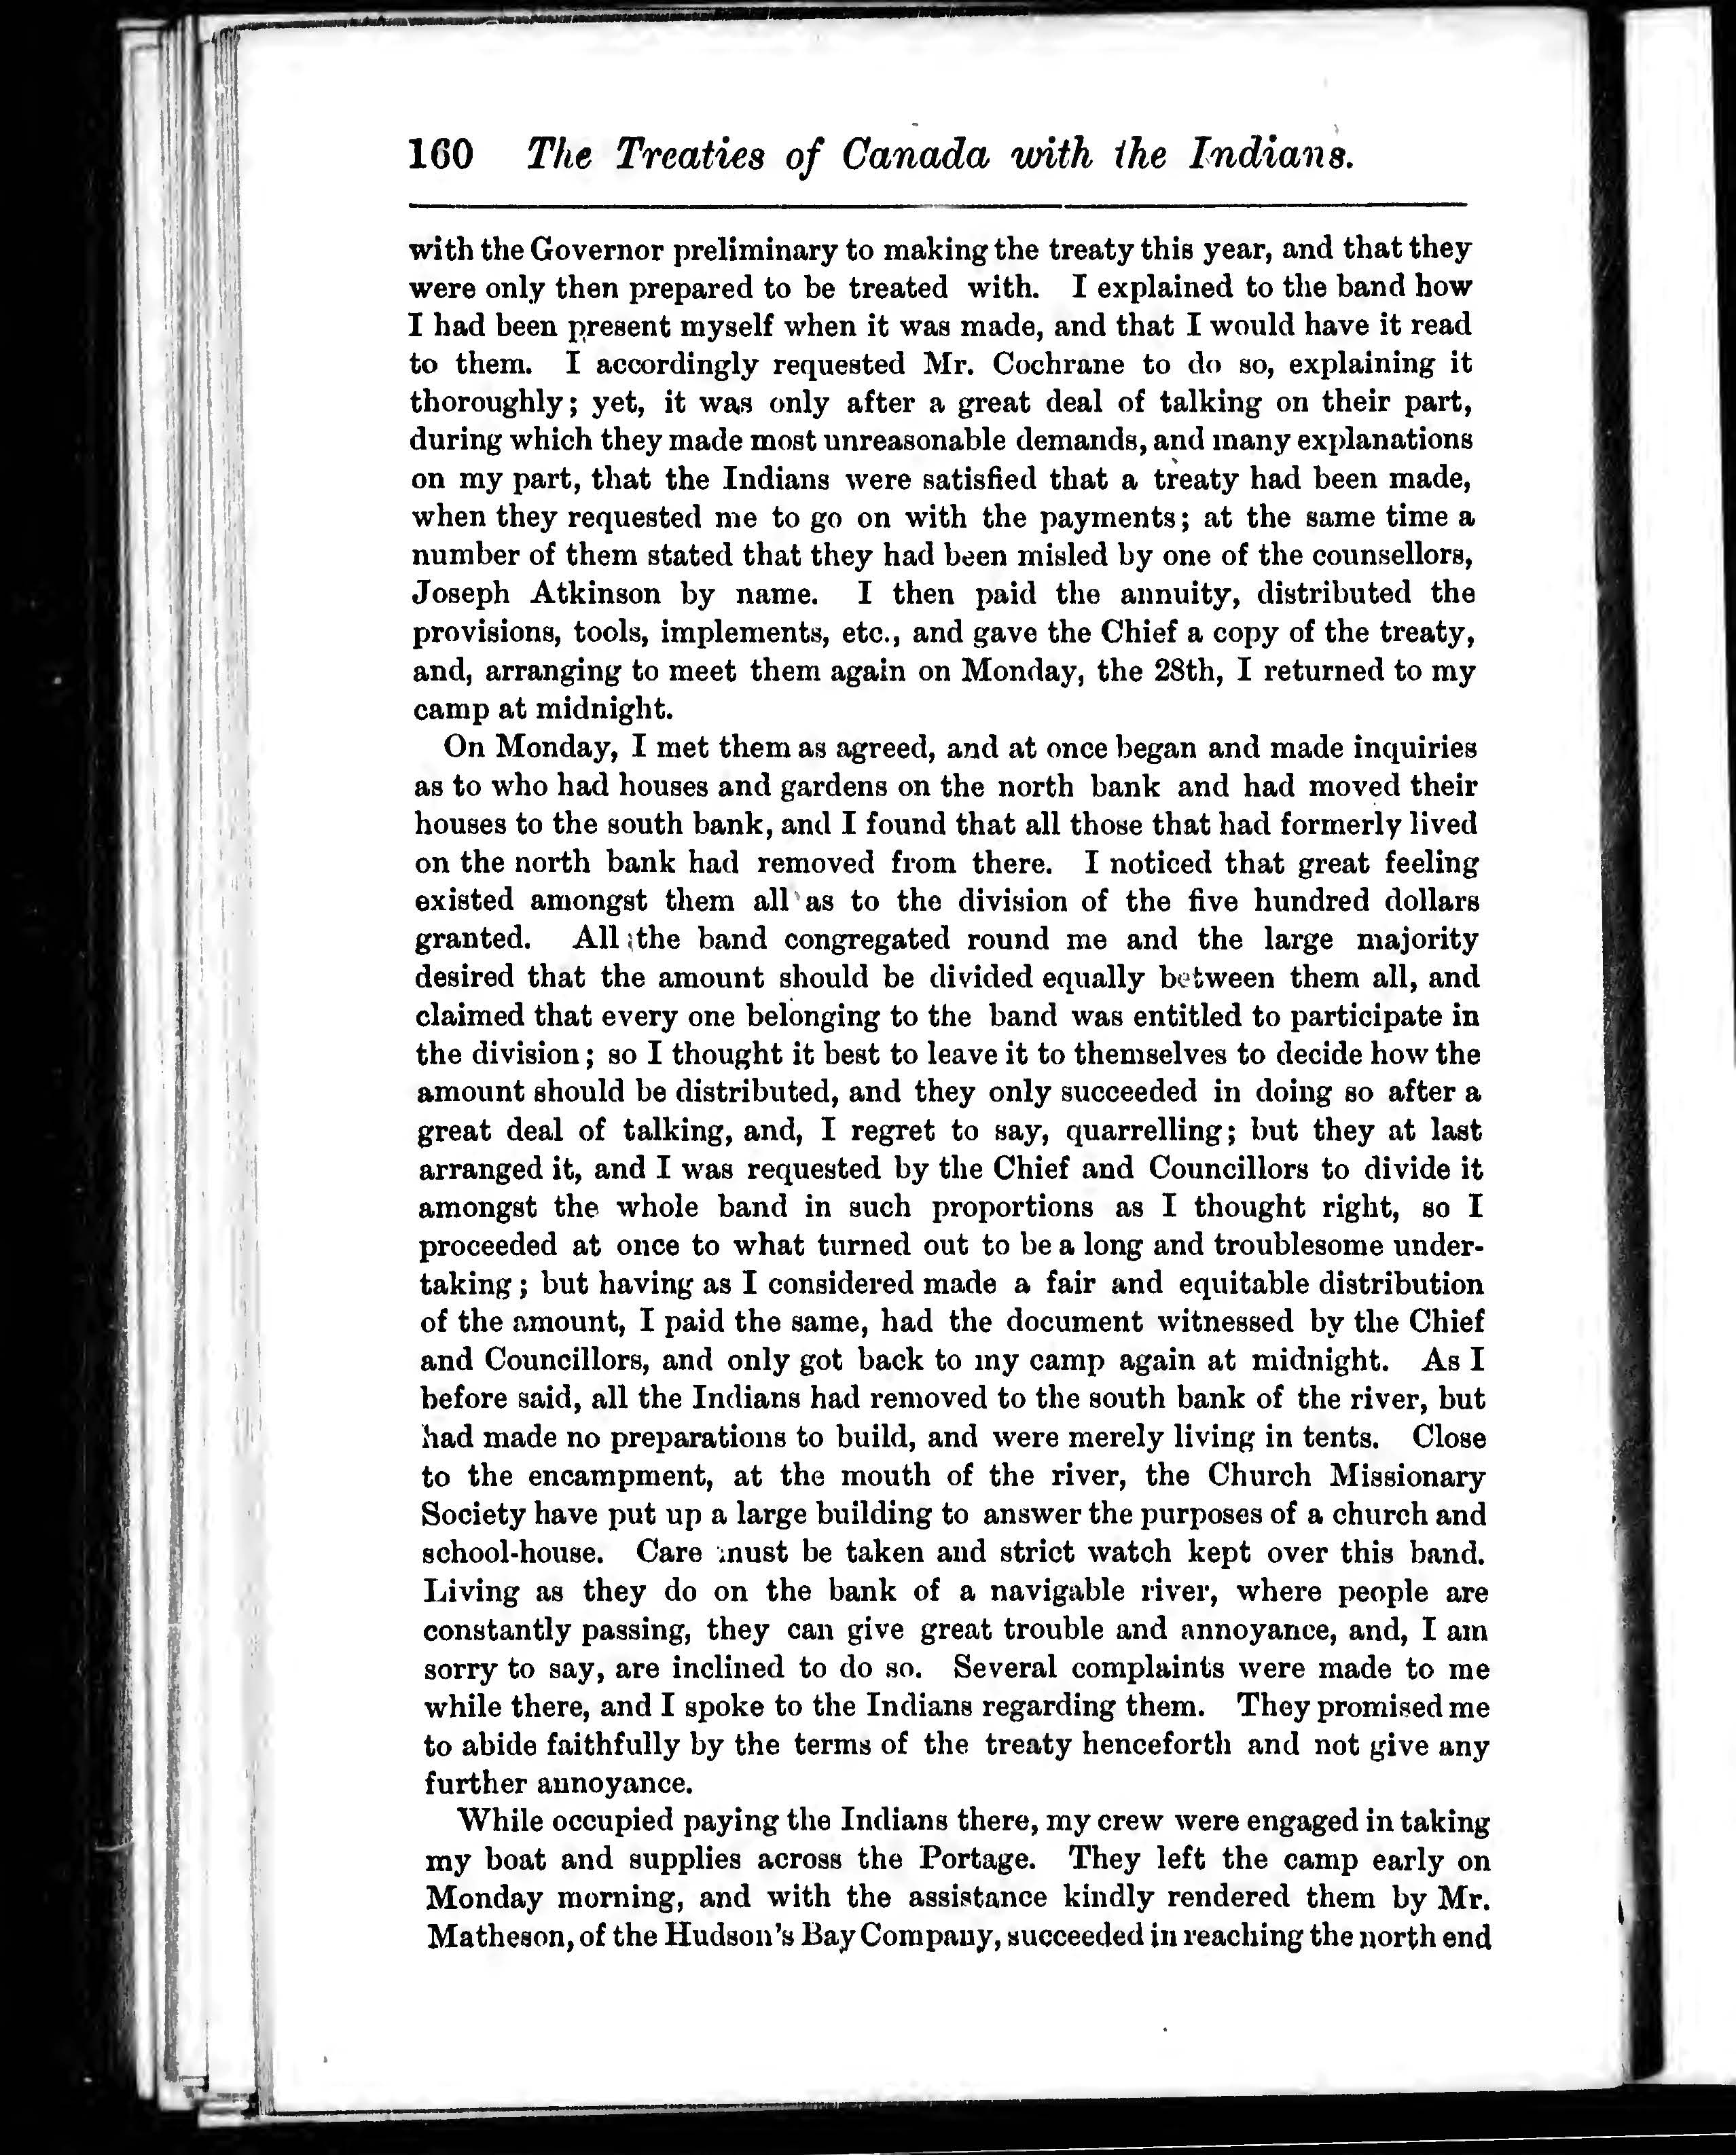 160 The Treaties of Canada with the Indians.
with the Governor preliminary to making the treaty this year, and that they
were only then prepared to be treated with. I explained to the band how
I had been present myself when it was made, and that I would have it read
to them. I accordingly requested Mr. Cochrane to do so, explaining it
thoroughly; yet, it was only after a great deal of talking on their part,
during which they made most unreasonable demands, and many explanations
on my part, that the Indians were satisfied that a treaty had been made,
when they requested me to go on with the payments; at the same time a
number of them stated that they had been misled by one of the counsellors,
Joseph Atkinson by name. I then paid the annuity, distributed the
provisions, tools, implements, etc., and gave the Chief a copy of the treaty,
and, arranging to meet them again on Monday, the 28th, I returned to my
camp at midnight.
On Monday, I met them as agreed, and at once began and made inquiries
as to who had houses and gardens on the north bank and had moved their
houses to the south bank, and I found that all those that had formerly lived
on the north bank had removed from there. I noticed that great feeling
existed amongst them all as to the division of the five hundred dollars
granted. All the band congregated round me and the large majority
desired that the amount should be divided equally between them all, and
claimed that every one belonging to the band was entitled to participate in
the division; so I thought it best to leave it to themselves to decide how the
amount should be distributed, and they only succeeded in doing so after a
great deal of talking, and, I regret to say, quarrelling; but they at last
arranged it, and I was requested by the Chief and Councillors to divide it
amongst the whole band in such proportions as I thought right, so I
proceeded at once to what turned out to be a long and troublesome under-
taking; but having as I considered made a fair and equitable distribution
of the amount, I paid the same, had the document witnessed by the Chief
and Councillors, and only got back to my camp again at midnight. As I
before said, all the Indians had removed to the south bank of the river, but
had made no preparations to build, and were merely living in tents. Close
to the encampment, at the mouth of the river, the Church Missionary
Society have put up a large building to answer the purposes of a church and
school-house. Care must be taken and strict watch kept over this band.
Living as they do on the bank of a navigable river, where people are
constantly passing, they can give great trouble and annoyance, and, I am
sorry to say, are inclined to do so. Several complaints were made to me
while there, and I spoke to the Indians regarding them. They promised me
to abide faithfully by the terms of the treaty henceforth and not give any
further annoyance.
While occupied paying the Indians there, my crew were engaged in taking
my boat and supplies across the Portage. They left the camp early on
Monday morning, and with the assistance kindly rendered them by Mr.
Matheson, of the Hudson's Bay Company, succeeded in reaching the north end